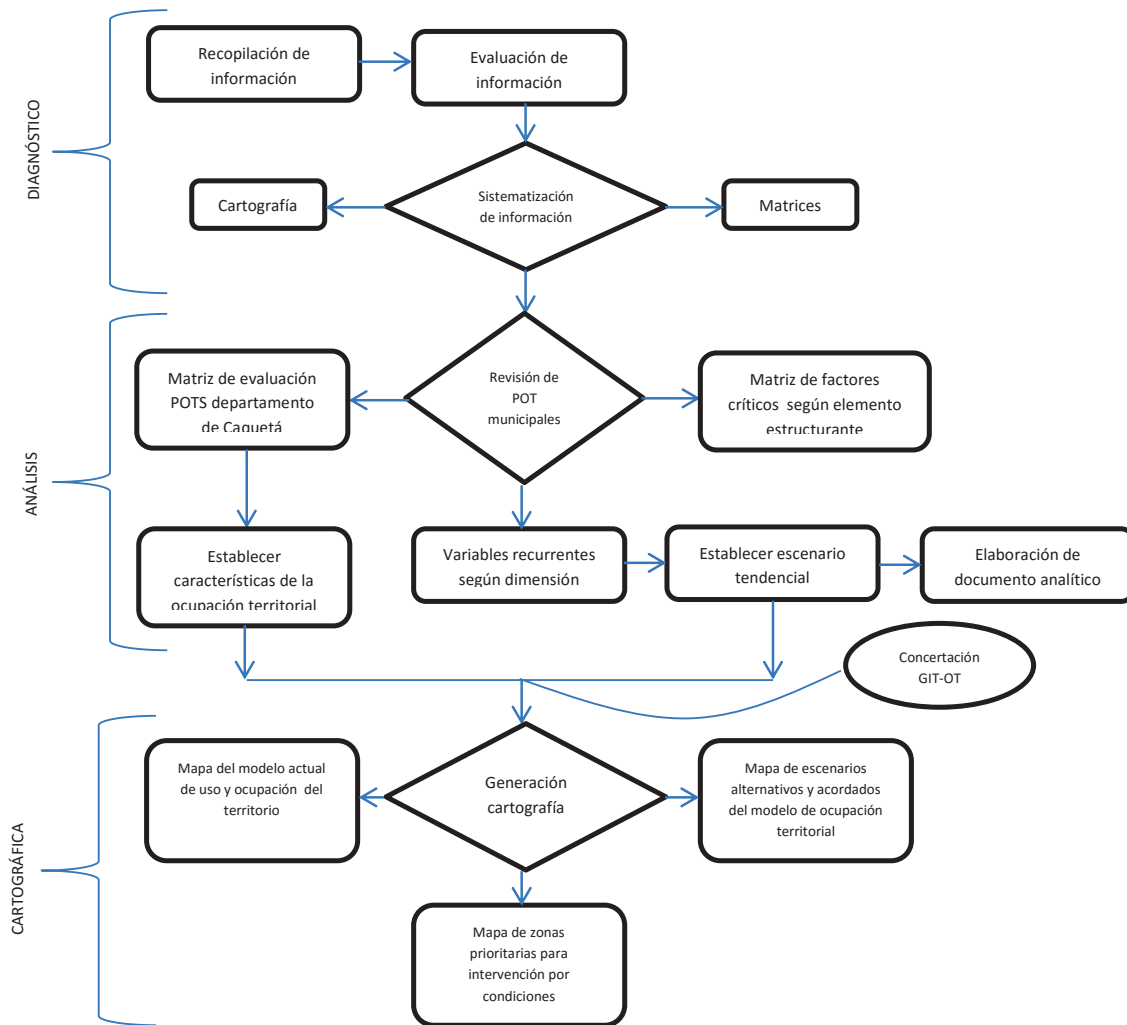 DIAGNÓSTICO
Recopilación de
información
Evaluación de
información
Cartografía
Sistematización
de información
Matrices
ANÁLISIS
Matriz de evaluación
POTS departamento
de Caquetá
Revisión de
POT
municipales
Matriz de factores
críticos según elemento
estructurante
Establecer
características de la
ocupación territorial
Variables recurrentes
según dimensión
Establecer escenario
tendencial
Elaboración de
documento analítico
Concertación
GIT-OT
CARTOGRÁFICA
Mapa del modelo actual
de uso y ocupación del
territorio
Generación
cartografía
Mapa de escenarios
alternativos y acordados
del modelo de ocupación
territorial
Mapa de zonas
prioritarias para
intervención por
condiciones